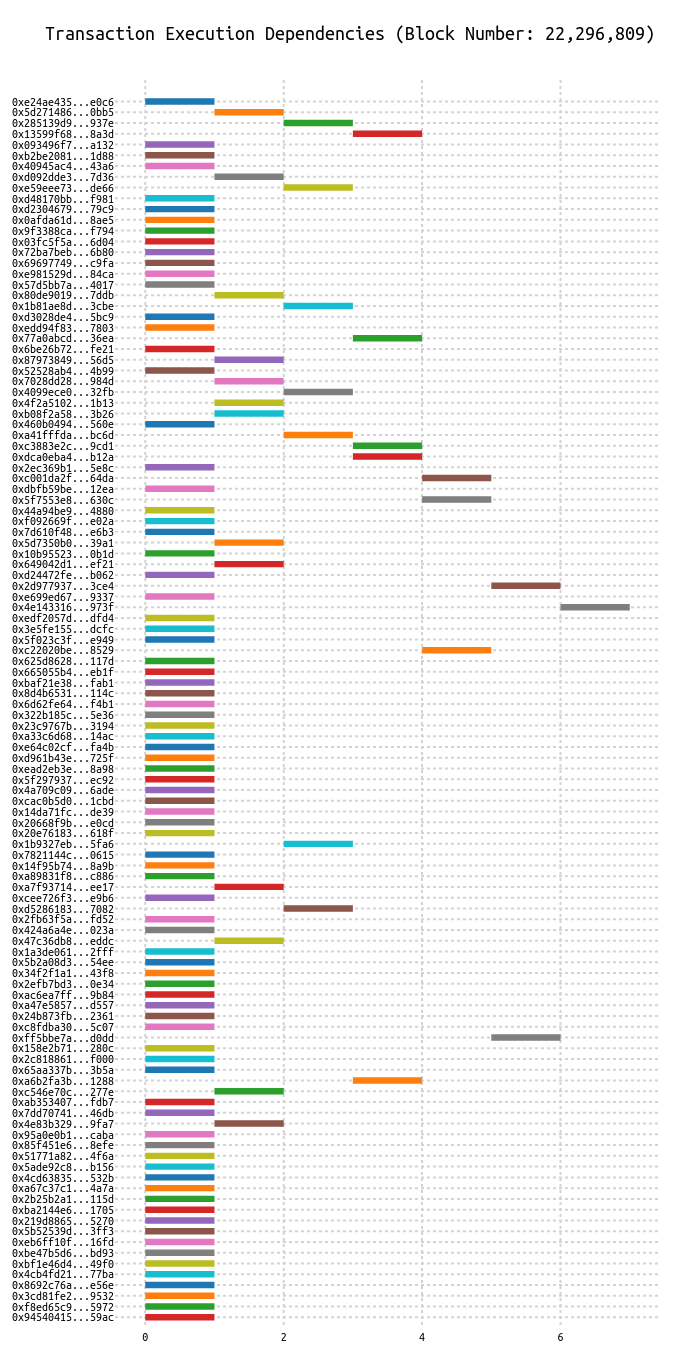 Transaction Execution Dependencies (Block Number: 22,296,809)
0xe24ae435...e0c6
0x5d271486...0bb5
0x285139d9...937e
0x13599f68...8a3d
0x093496f7...a132
0xb2be2081...1d88
0x40945ac4...43a6
0xd092dde3...7d36
0xe59eee73...de66
0xd48170bb...f981
0xd2304679...79c9
0x0afda61d...8ae5
0x9f3388ca...f794
0x03fc5f5a...6d04
0x72ba7beb...6b80
0x69697749...c9fa
0xe981529d...84ca
0x57d5bb7a...4017
0x80de9019...7ddb
0x1b81ae8d...3cbe
0xd3028de4...5bc9
0xedd94f83...7803
0x77a0abcd...36ea
0x6be26b72...fe21
0x87973849...56d5
0x52528ab4...4b99
0x7028dd28...984d
0x4099ece0...32fb
0x4f2a5102...1b13
0xb08f2a58...3b26
0x460b0494...560e
0xa41fffda...bc6d
0xc3883e2c...9cd1
0xdca0eba4...b12a
0x2ec369b1...5e8c
0xc001da2f...64da
0xdbfb59be...12ea
0x5f7553e8...630c
0x44a94be9...4880
0xf092669f...e02a
0x7d610f48...e6b3
0x5d7350b0...39a1
0x10b95523...0b1d
0x649042d1...ef21
0xd24472fe...b062
0x2d977937...3ce4
0xe699ed67...9337
0x4e143316...973f
0xedf2057d...dfd4
0x3e5fe155...dcfc
0x5f023c3f...e949
0xc22020be...8529
0x625d8628...117d
0x665055b4...eb1f
0xbaf21e38...fab1
0x8d4b6531...114c
0x6d62fe64...f4b1
0x322b185c...5e36
0x23c9767b...3194
0xa33c6d68...14ac
0xe64c02cf...fa4b
0xd961b43e...725f
0xead2eb3e...8a98
0x5f297937...ec92
0x4a709c09...6ade
0xcac0b5d0...1cbd
0x14da71fc...de39
0x20668f9b...e0cd
0x20e76183...618f
0x1b9327eb...5fa6
0x7821144c...0615
0x14f95b74...8a9b
0xa89831f8...c886
0xa7f93714...ee17
0xcee726f3...e9b6
0xd5286183...7082
0x2fb63f5a...fd52
0x424a6a4e...023a
0x47c36db8...eddc
0x1a3de061...2fff
0x5b2a08d3...54ee
0x34f2f1a1...43f8
0x2efb7bd3...0e34
0xac6ea7ff...9b84
0xa47e5857...d557
0x24b873fb...2361
0xc8fdba30...5c07
0xff5bbe7a...d0dd
0x158e2b71...280c
0x2c818861...f000
0x65aa337b...3b5a
0xa6b2fa3b...1288
0xc546e70c...277e
0xab353407...fdb7
0x7dd70741...46db
0x4e83b329...9fa7
0x95a0e0b1...caba
0x85f451e6...8efe
0x51771a82...4f6a
0x5ade92c8...b156
0x4cd63835...532b
0xa67c37c1...4a7a
0x2b25b2a1...115d
0xba2144e6...1705
0x219d8865...5270
0x5b52539d...3ff3
0xeb6ff10f...16fd
0xbe47b5d6...bd93
0xbf1e46d4...49f0
0x4cb4fd21...77ba
0x8692c76a...e56e
0x3cd81fe2...9532
0xf8ed65c9...5972
0x94540415...59ac
0 2 4 6